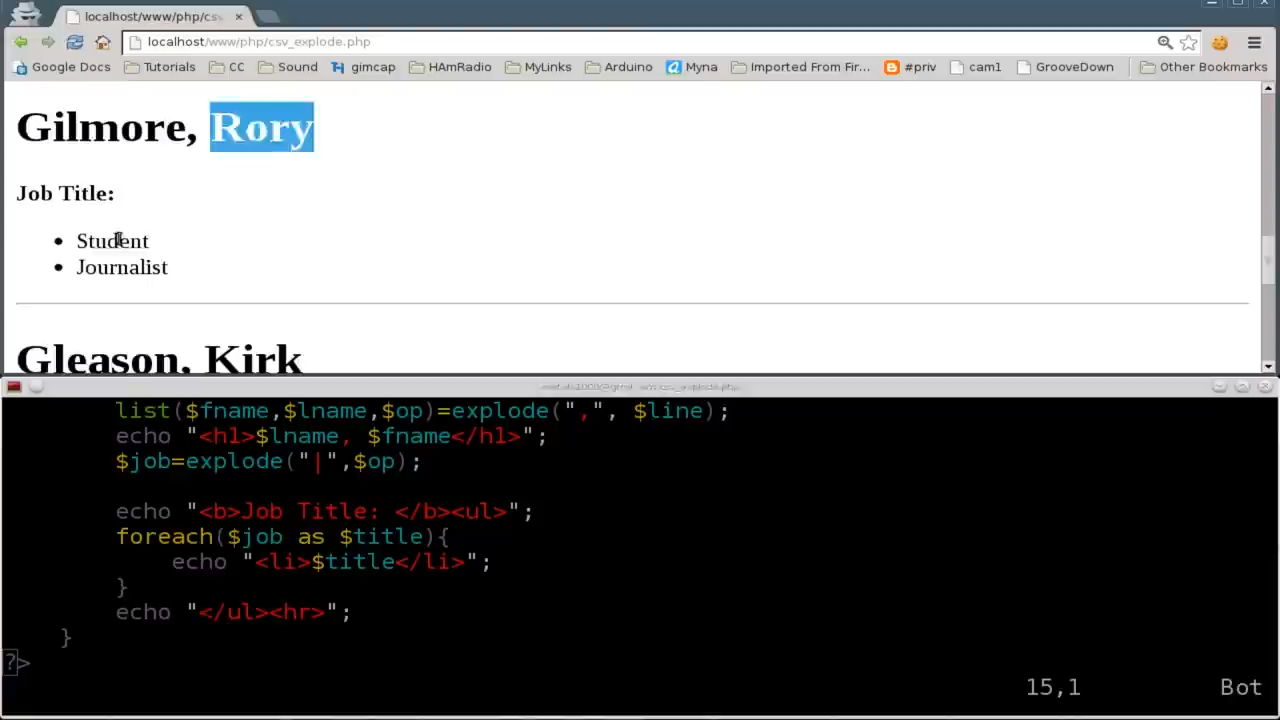 localhost/www/php/cs
localhost/www/php/csv_explode.php
Google Docs Tutorials CC Sound TH gimcap HAmRadio MyLinks Arduino Myna Imported From Fir... #priv cam1 GrooveDown Other Bookmarks
Gilmore, Rory
Job Title:
• Student
• Journalist
Gleason, Kirk
list($fname,$lname,$op)=explode(",", $line);
echo "<h1>$lname, $fname</h1>";
$job=explode("|",$op);
echo "<b>Job Title: </b><ul>";
foreach($job as $title){
echo "<li>$title</li>";
}
echo "</ul><hr>";
}
?>
15,1 Bot